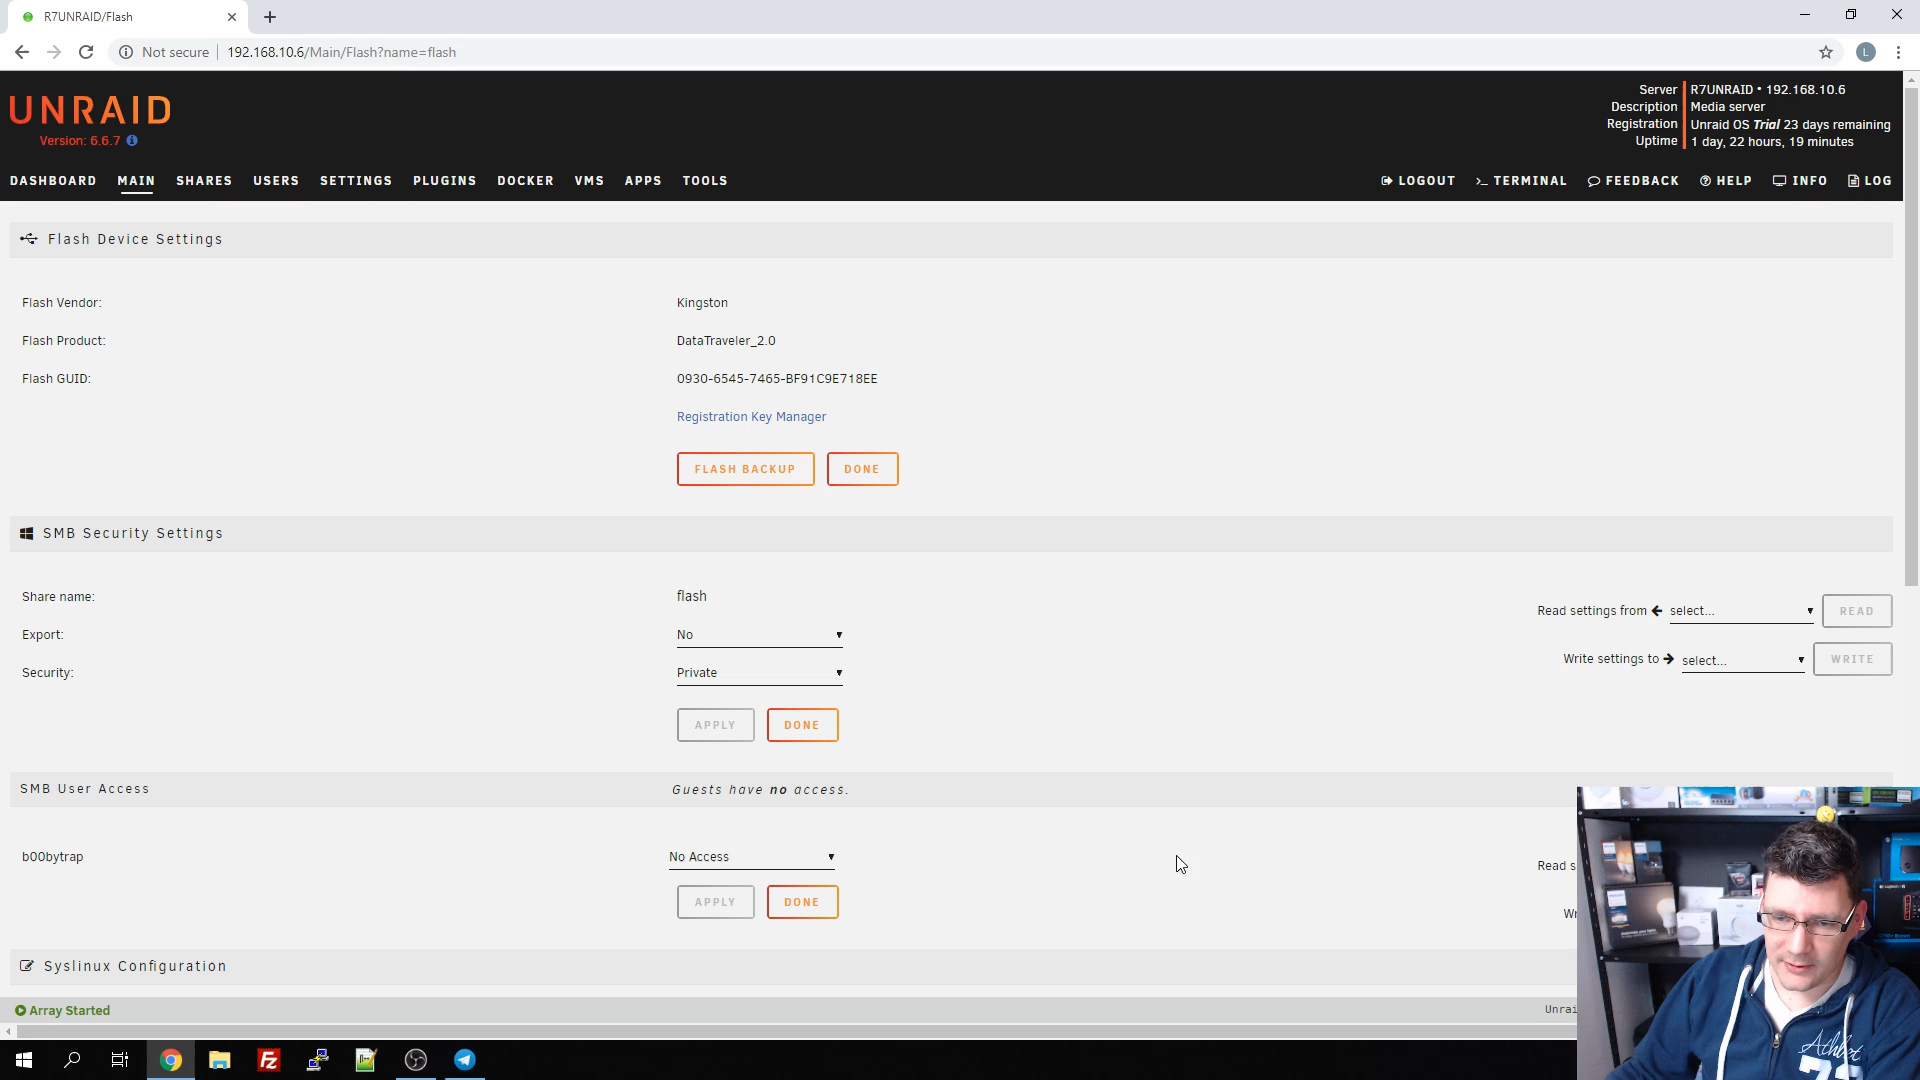 R7UNRAID/Flash
Not secure 192.168.10.6/Main/Flash?name=flash
L
UNRAID
Version: 6.6.7
Server R7UNRAID • 192.168.10.6
Description Media server
Registration Unraid OS Trial 23 days remaining
Uptime 1 day, 22 hours, 19 minutes
DASHBOARD MAIN SHARES USERS SETTINGS PLUGINS DOCKER VMS APPS TOOLS LOGOUT TERMINAL FEEDBACK HELP INFO LOG
Flash Device Settings
Flash Vendor: Kingston
Flash Product: DataTraveler_2.0
Flash GUID: 0930-6545-7465-BF91C9E718EE
Registration Key Manager
FLASH BACKUP DONE
SMB Security Settings
Share name: flash
Read settings from select... READ
Export: No
Write settings to select... WRITE
Security: Private
APPLY DONE
SMB User Access Guests have no access.
b00bytrap No Access
Read s
APPLY DONE
Wr
Syslinux Configuration
Array Started Unrai
Athbot